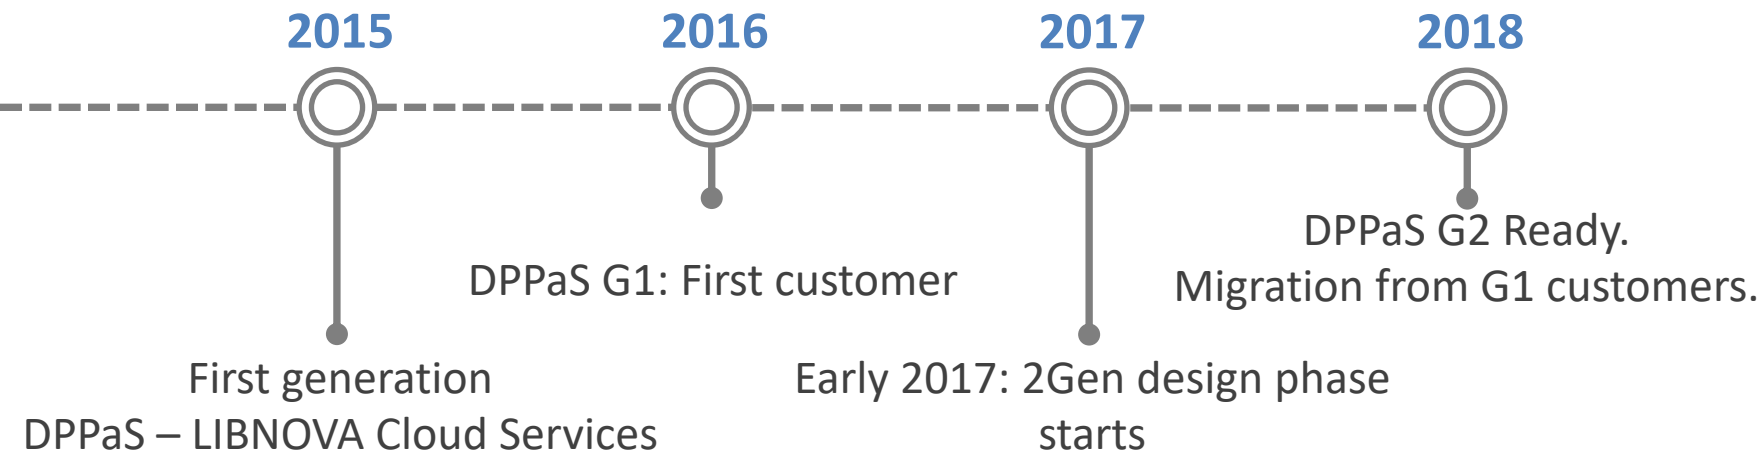 2015
2016
2017
2018
DPPaS G2 Ready.
Migration from G1 customers.
DPPaS G1: First customer
First generation
DPPaS – LIBNOVA Cloud Services
Early 2017: 2Gen design phase
starts